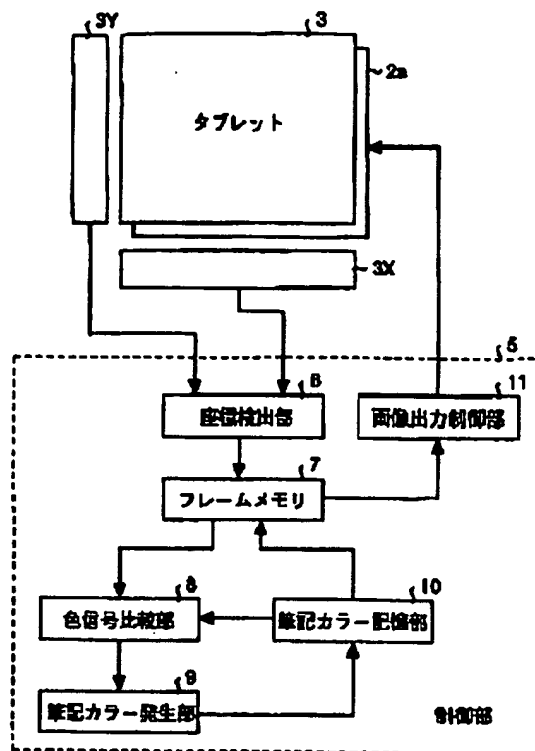 3Y
3
2a
タブレット
3X
5
6
11
座標検出部
画像出力制御部
7
フレームメモリ
8
10
色信号比較部
筆記カラー記憶部
9
筆記カラー発生部
制御部